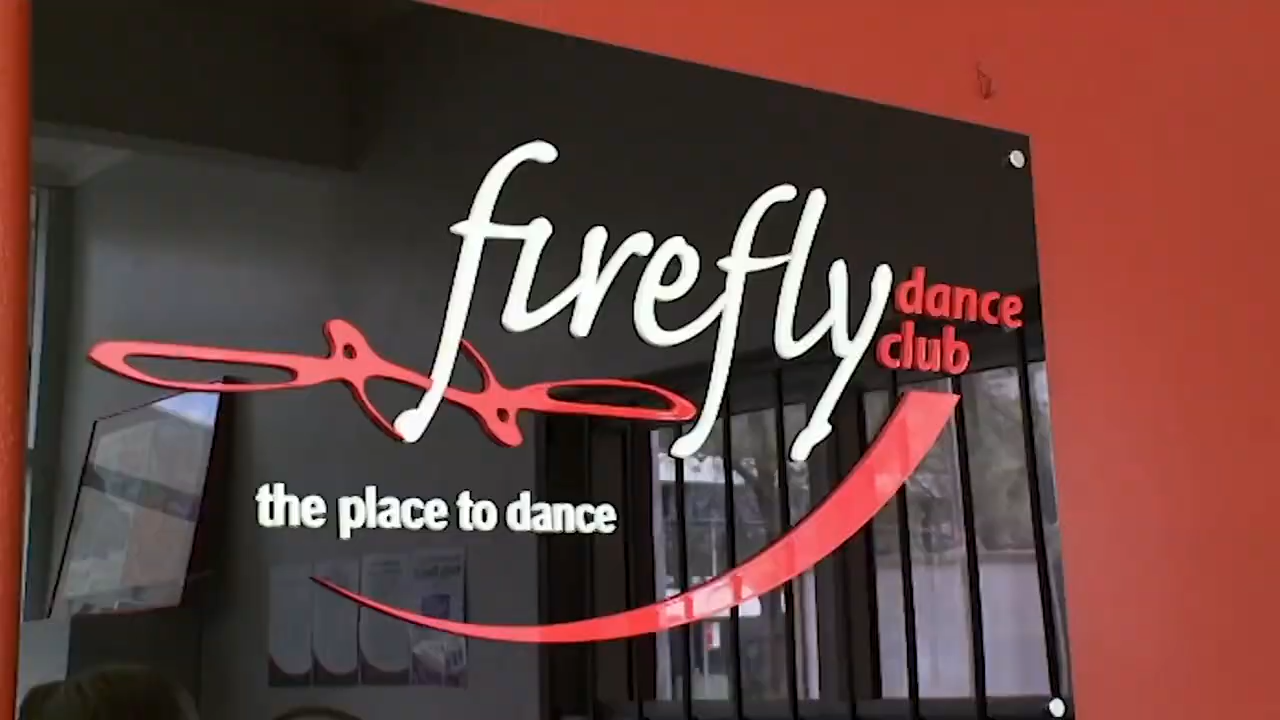 firefly
dance
club
the place to dance